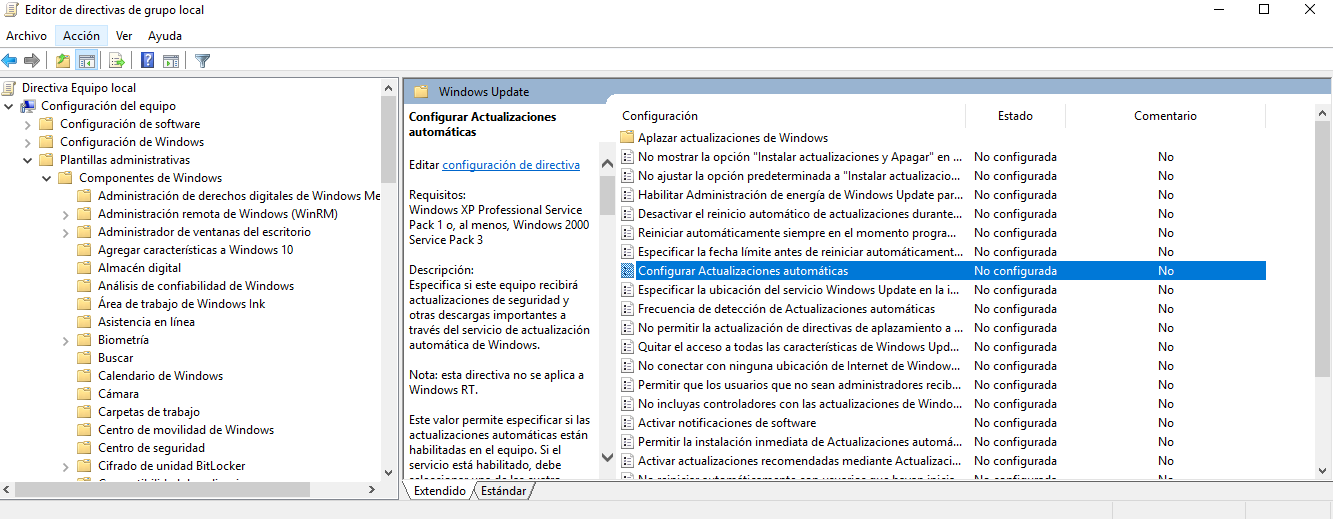 Editor de directivas de grupo local
Archivo Acción Ver Ayuda
Directiva Equipo local
Configuración del equipo
Configuración de software
Configuración de Windows
Plantillas administrativas
Componentes de Windows
Administración de derechos digitales de Windows Me
Administración remota de Windows (WinRM)
Administrador de ventanas del escritorio
Agregar características a Windows 10
Almacén digital
Análisis de confiabilidad de Windows
Área de trabajo de Windows Ink
Asistencia en línea
Biometría
Buscar
Calendario de Windows
Cámara
Carpetas de trabajo
Centro de movilidad de Windows
Centro de seguridad
Cifrado de unidad BitLocker
Windows Update
Configurar Actualizaciones
automáticas
Editar configuración de directiva
Requisitos:
Windows XP Professional Service
Pack 1 o, al menos, Windows 2000
Service Pack 3
Descripción:
Especifica si este equipo recibirá
actualizaciones de seguridad y
otras descargas importantes a
través del servicio de actualización
automática de Windows.
Nota: esta directiva no se aplica a
Windows RT.
Este valor permite especificar si las
actualizaciones automáticas están
habilitadas en el equipo. Si el
servicio está habilitado, debe
Configuración Estado Comentario
Aplazar actualizaciones de Windows
No mostrar la opción "Instalar actualizaciones y Apagar" en ... No configurada No
No ajustar la opción predeterminada a "Instalar actualizacio... No configurada No
Habilitar Administración de energía de Windows Update par... No configurada No
Desactivar el reinicio automático de actualizaciones durante... No configurada No
Reiniciar automáticamente siempre en el momento progra... No configurada No
Especificar la fecha límite antes de reiniciar automáticament... No configurada No
Configurar Actualizaciones automáticas No configurada No
Especificar la ubicación del servicio Windows Update en la i... No configurada No
Frecuencia de detección de Actualizaciones automáticas No configurada No
No permitir la actualización de directivas de aplazamiento a ... No configurada No
Quitar el acceso a todas las características de Windows Upd... No configurada No
No conectar con ninguna ubicación de Internet de Window... No configurada No
Permitir que los usuarios que no sean administradores recib... No configurada No
No incluyas controladores con las actualizaciones de Windo... No configurada No
Activar notificaciones de software No configurada No
Permitir la instalación inmediata de Actualizaciones automá... No configurada No
Activar actualizaciones recomendadas mediante Actualizaci... No configurada No
Extendido Estándar